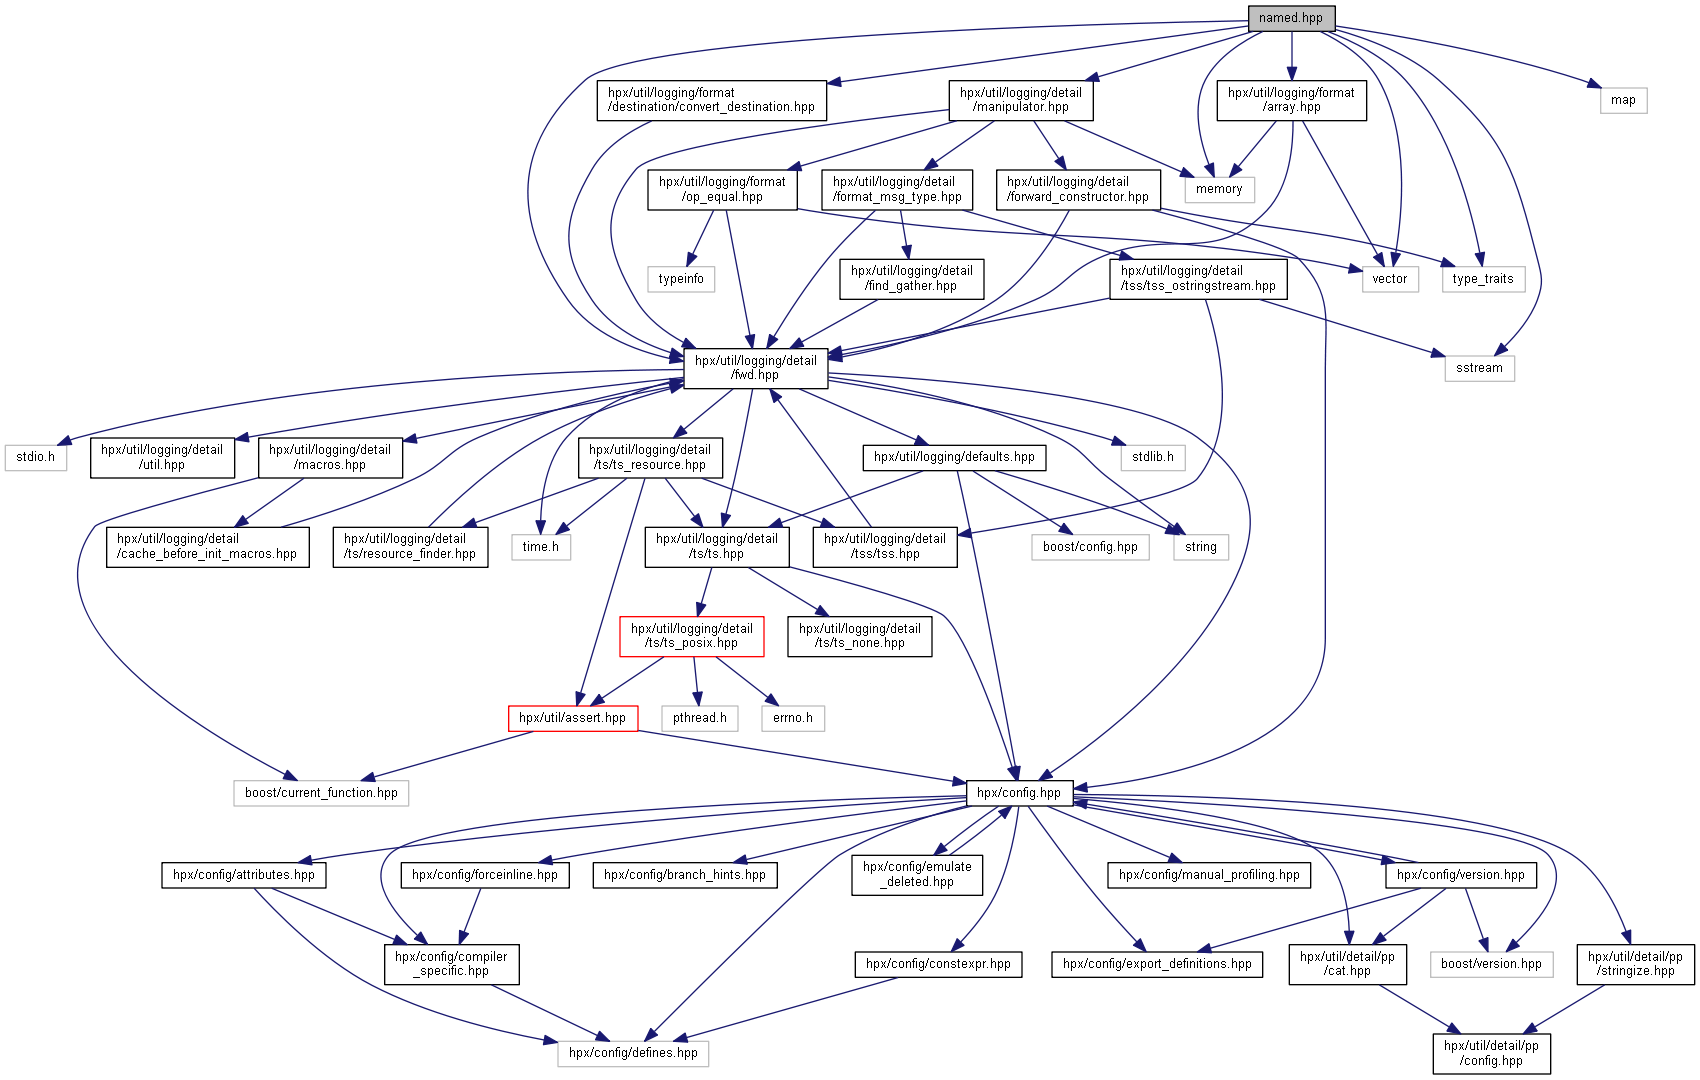 named.hpp
hpx/util/logging/format
/destination/convert_destination.hpp
hpx/util/logging/detail
/manipulator.hpp
hpx/util/logging/format
/array.hpp
map
hpx/util/logging/format
/op_equal.hpp
hpx/util/logging/detail
/format_msg_type.hpp
hpx/util/logging/detail
/forward_constructor.hpp
memory
typeinfo
hpx/util/logging/detail
/find_gather.hpp
hpx/util/logging/detail
/tss/tss_ostringstream.hpp
vector
type_traits
hpx/util/logging/detail
/fwd.hpp
sstream
stdio.h
hpx/util/logging/detail
/util.hpp
hpx/util/logging/detail
/macros.hpp
hpx/util/logging/detail
/ts/ts_resource.hpp
hpx/util/logging/defaults.hpp
stdlib.h
hpx/util/logging/detail
/cache_before_init_macros.hpp
hpx/util/logging/detail
/ts/resource_finder.hpp
time.h
hpx/util/logging/detail
/ts/ts.hpp
hpx/util/logging/detail
/tss/tss.hpp
boost/config.hpp
string
hpx/util/logging/detail
/ts/ts_posix.hpp
hpx/util/logging/detail
/ts/ts_none.hpp
hpx/util/assert.hpp
pthread.h
errno.h
boost/current_function.hpp
hpx/config.hpp
hpx/config/attributes.hpp
hpx/config/forceinline.hpp
hpx/config/branch_hints.hpp
hpx/config/emulate
_deleted.hpp
hpx/config/manual_profiling.hpp
hpx/config/version.hpp
hpx/config/compiler
_specific.hpp
hpx/config/constexpr.hpp
hpx/config/export_definitions.hpp
hpx/util/detail/pp
/cat.hpp
boost/version.hpp
hpx/util/detail/pp
/stringize.hpp
hpx/config/defines.hpp
hpx/util/detail/pp
/config.hpp